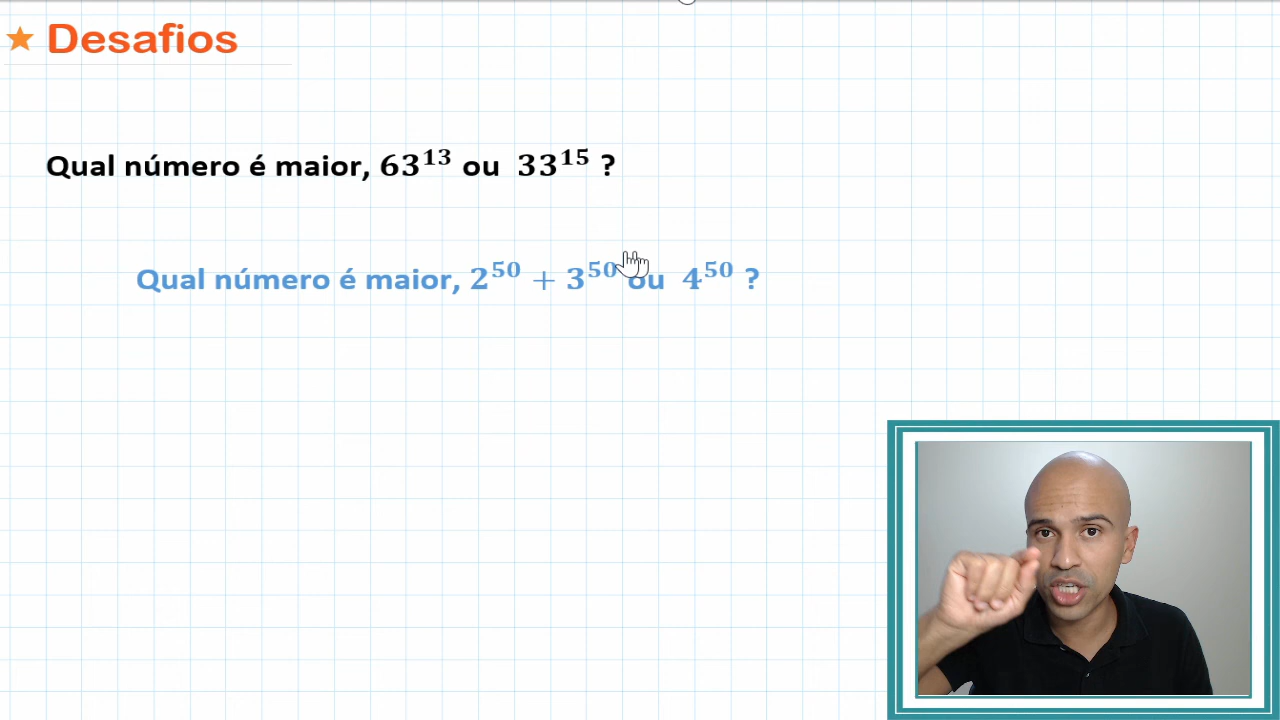 Desafios
Qual número é maior, 63¹³ ou 33¹⁵ ?
Qual número é maior, 2⁵⁰ + 3⁵⁰ ou 4⁵⁰ ?